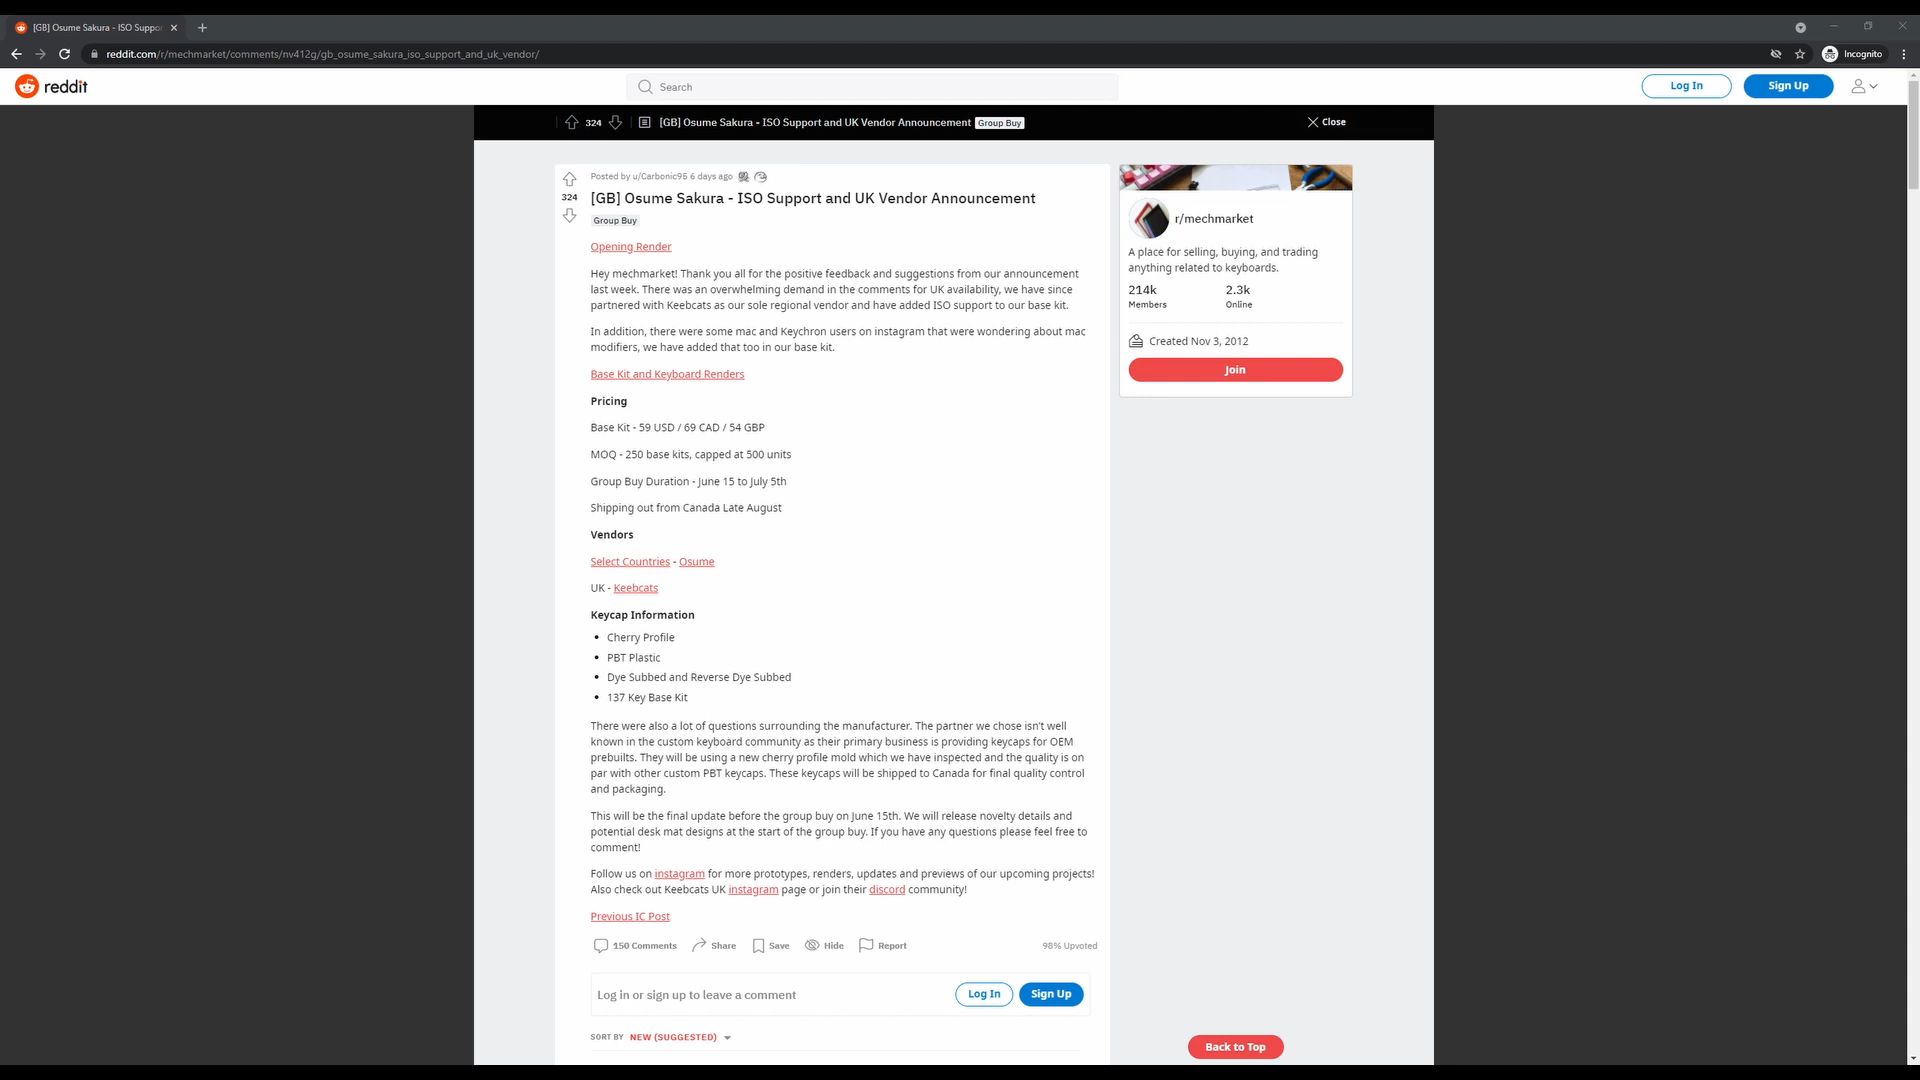 [GB] Osume Sakura - ISO Suppor
reddit.com/r/mechmarket/comments/nv412g/gb_osume_sakura_iso_support_and_uk_vendor/
Incognito
reddit
Search
Log In
Sign Up
324
[GB] Osume Sakura - ISO Support and UK Vendor Announcement Group Buy
Close
Posted by u/Carbonic95 6 days ago
324
[GB] Osume Sakura - ISO Support and UK Vendor Announcement
Group Buy
Opening Render
Hey mechmarket! Thank you all for the positive feedback and suggestions from our announcement
last week. There was an overwhelming demand in the comments for UK availability, we have since
partnered with Keebcats as our sole regional vendor and have added ISO support to our base kit.
In addition, there were some mac and Keychron users on instagram that were wondering about mac
modifiers, we have added that too in our base kit.
Base Kit and Keyboard Renders
Pricing
Base Kit - 59 USD / 69 CAD / 54 GBP
MOQ - 250 base kits, capped at 500 units
Group Buy Duration - June 15 to July 5th
Shipping out from Canada Late August
Vendors
Select Countries - Osume
UK - Keebcats
Keycap Information
• Cherry Profile
• PBT Plastic
• Dye Subbed and Reverse Dye Subbed
• 137 Key Base Kit
There were also a lot of questions surrounding the manufacturer. The partner we chose isn't well
known in the custom keyboard community as their primary business is providing keycaps for OEM
prebuilts. They will be using a new cherry profile mold which we have inspected and the quality is on
par with other custom PBT keycaps. These keycaps will be shipped to Canada for final quality control
and packaging.
This will be the final update before the group buy on June 15th. We will release novelty details and
potential desk mat designs at the start of the group buy. If you have any questions please feel free to
comment!
Follow us on instagram for more prototypes, renders, updates and previews of our upcoming projects!
Also check out Keebcats UK instagram page or join their discord community!
Previous IC Post
150 Comments
Share
Save
Hide
Report
98% Upvoted
Log in or sign up to leave a comment
Log In
Sign Up
SORT BY NEW (SUGGESTED)
r/mechmarket
A place for selling, buying, and trading
anything related to keyboards.
214k
Members
2.3k
Online
Created Nov 3, 2012
Join
Back to Top